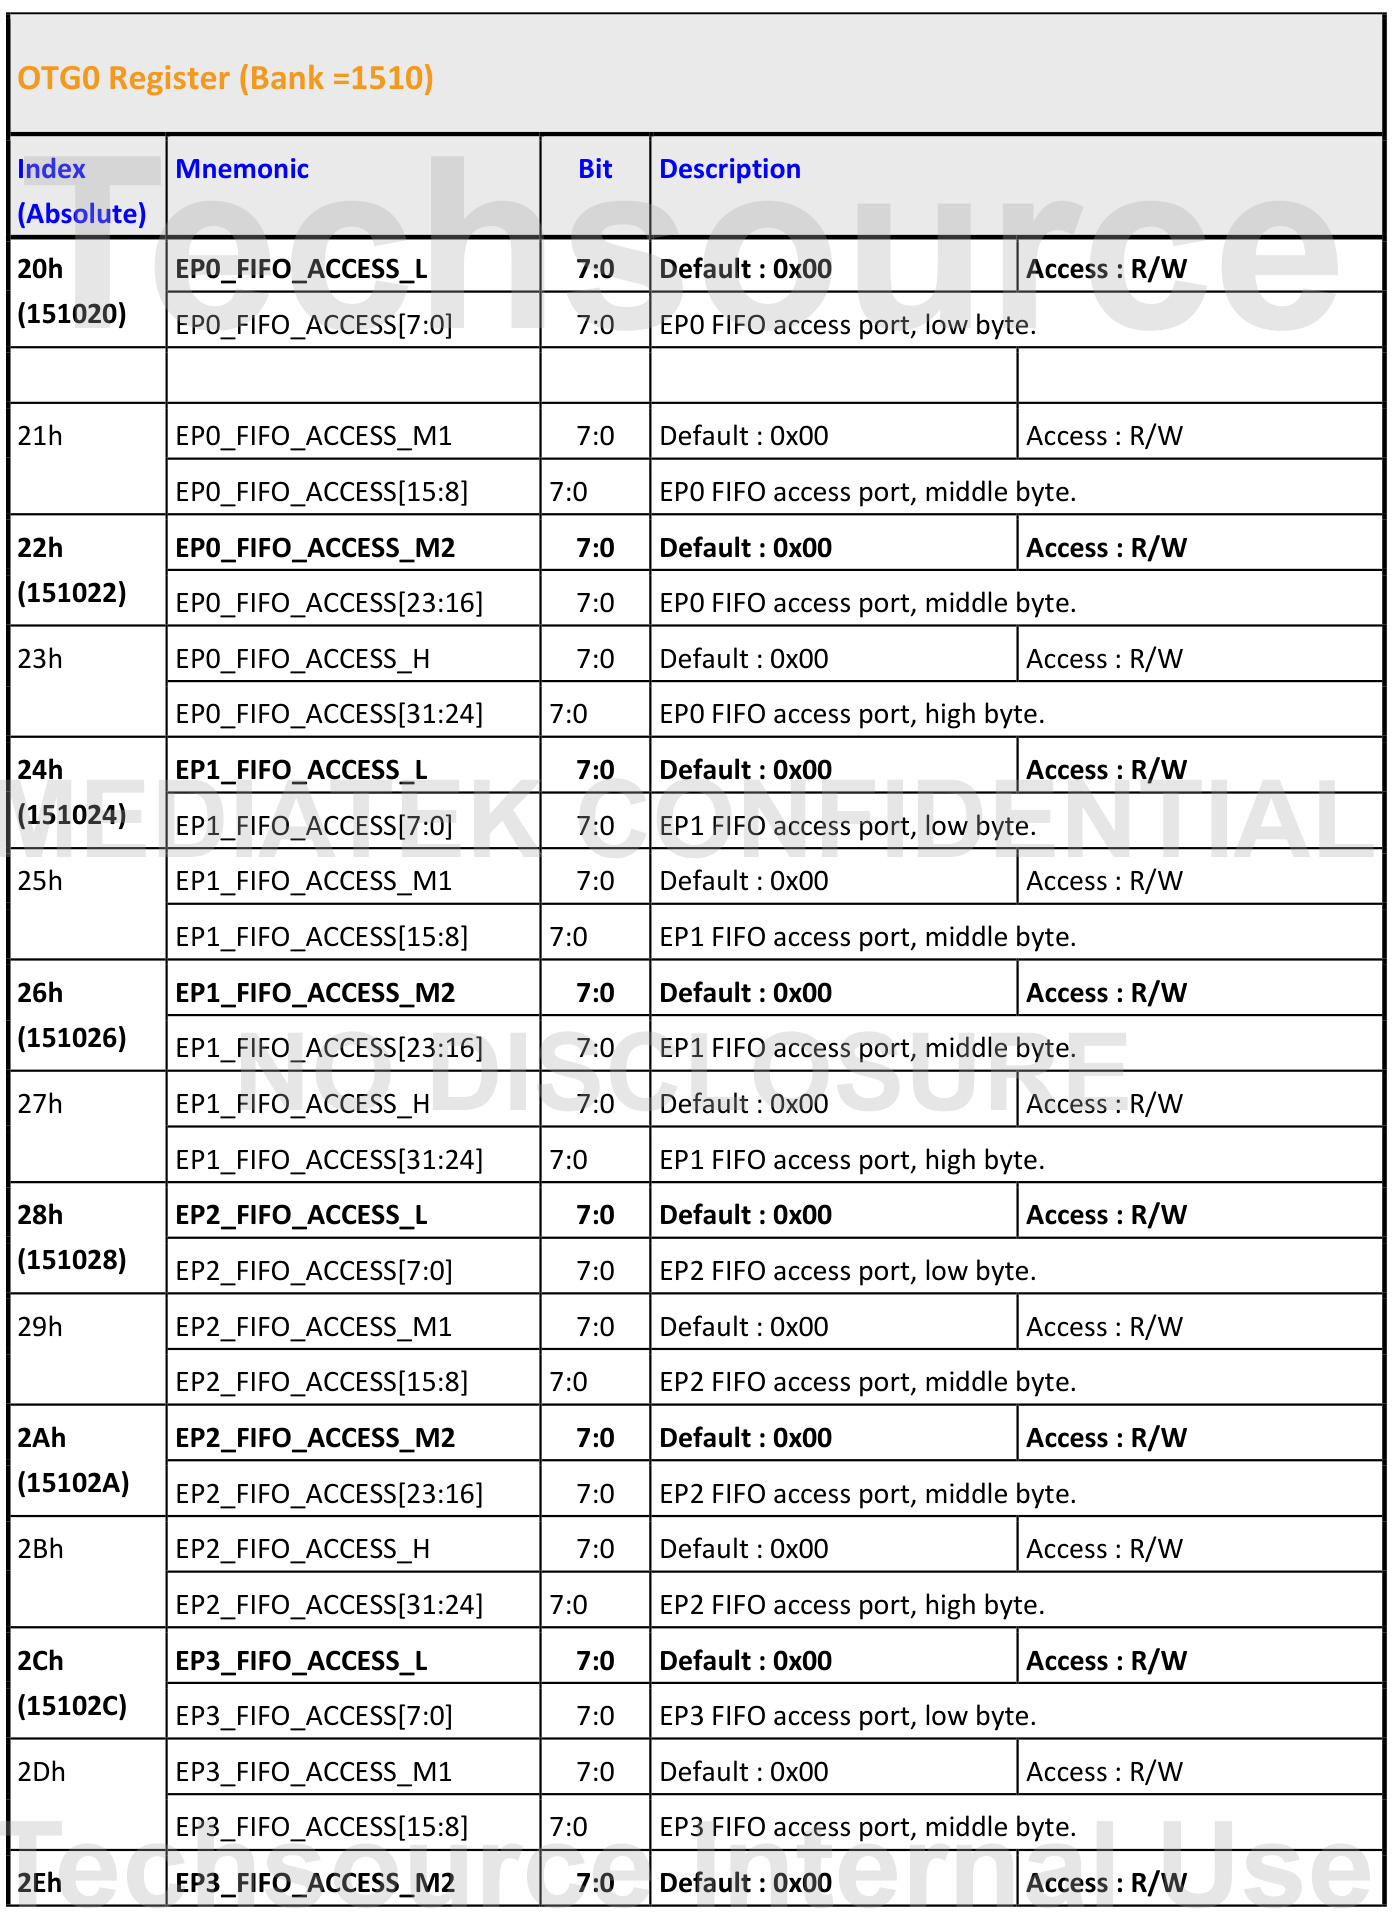 OTG0 Register (Bank =1510)
Index (Absolute) Mnemonic Bit Description
20h (151020) EP0_FIFO_ACCESS_L 7:0 Default : 0x00 Access : R/W
EP0_FIFO_ACCESS[7:0] 7:0 EP0 FIFO access port, low byte.
21h EP0_FIFO_ACCESS_M1 7:0 Default : 0x00 Access : R/W
EP0_FIFO_ACCESS[15:8] 7:0 EP0 FIFO access port, middle byte.
22h (151022) EP0_FIFO_ACCESS_M2 7:0 Default : 0x00 Access : R/W
EP0_FIFO_ACCESS[23:16] 7:0 EP0 FIFO access port, middle byte.
23h EP0_FIFO_ACCESS_H 7:0 Default : 0x00 Access : R/W
EP0_FIFO_ACCESS[31:24] 7:0 EP0 FIFO access port, high byte.
24h (151024) EP1_FIFO_ACCESS_L 7:0 Default : 0x00 Access : R/W
EP1_FIFO_ACCESS[7:0] 7:0 EP1 FIFO access port, low byte.
25h EP1_FIFO_ACCESS_M1 7:0 Default : 0x00 Access : R/W
EP1_FIFO_ACCESS[15:8] 7:0 EP1 FIFO access port, middle byte.
26h (151026) EP1_FIFO_ACCESS_M2 7:0 Default : 0x00 Access : R/W
EP1_FIFO_ACCESS[23:16] 7:0 EP1 FIFO access port, middle byte.
27h EP1_FIFO_ACCESS_H 7:0 Default : 0x00 Access : R/W
EP1_FIFO_ACCESS[31:24] 7:0 EP1 FIFO access port, high byte.
28h (151028) EP2_FIFO_ACCESS_L 7:0 Default : 0x00 Access : R/W
EP2_FIFO_ACCESS[7:0] 7:0 EP2 FIFO access port, low byte.
29h EP2_FIFO_ACCESS_M1 7:0 Default : 0x00 Access : R/W
EP2_FIFO_ACCESS[15:8] 7:0 EP2 FIFO access port, middle byte.
2Ah (15102A) EP2_FIFO_ACCESS_M2 7:0 Default : 0x00 Access : R/W
EP2_FIFO_ACCESS[23:16] 7:0 EP2 FIFO access port, middle byte.
2Bh EP2_FIFO_ACCESS_H 7:0 Default : 0x00 Access : R/W
EP2_FIFO_ACCESS[31:24] 7:0 EP2 FIFO access port, high byte.
2Ch (15102C) EP3_FIFO_ACCESS_L 7:0 Default : 0x00 Access : R/W
EP3_FIFO_ACCESS[7:0] 7:0 EP3 FIFO access port, low byte.
2Dh EP3_FIFO_ACCESS_M1 7:0 Default : 0x00 Access : R/W
EP3_FIFO_ACCESS[15:8] 7:0 EP3 FIFO access port, middle byte.
2Eh EP3_FIFO_ACCESS_M2 7:0 Default : 0x00 Access : R/W
Techsource
MEDIATEK CONFIDENTIAL
NO DISCLOSURE
Techsource Internal Use